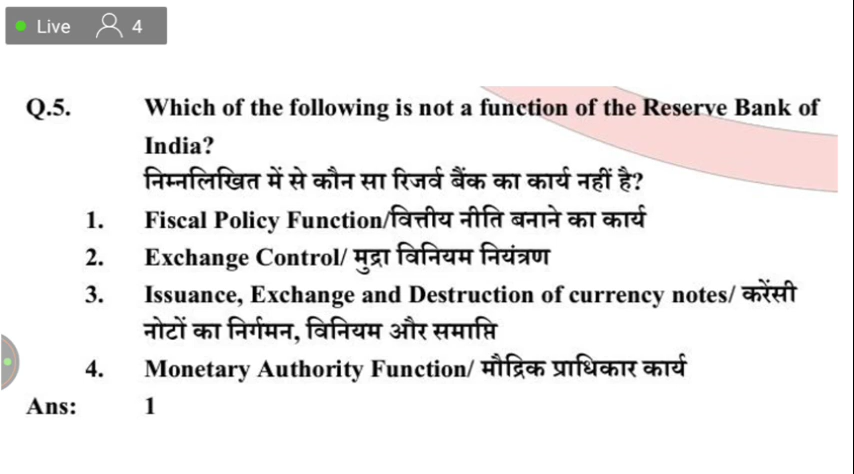 Live 4
Q.5. Which of the following is not a function of the Reserve Bank of
India?
निम्नलिखित में से कौन सा रिजर्व बैंक का कार्य नहीं है?
1. Fiscal Policy Function/वित्तीय नीति बनाने का कार्य
2. Exchange Control/ मुद्रा विनियम नियंत्रण
3. Issuance, Exchange and Destruction of currency notes/ करेंसी
नोटों का निर्गमन, विनियम और समाप्ति
4. Monetary Authority Function/ मौद्रिक प्राधिकार कार्य
Ans: 1